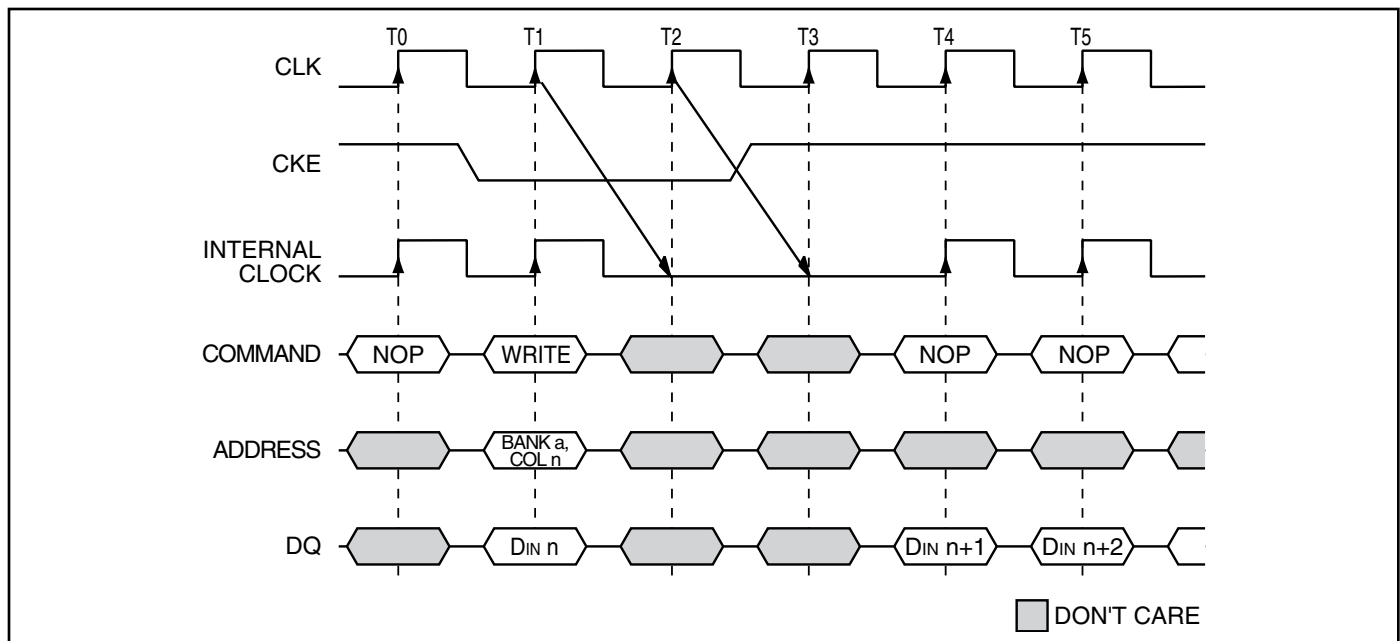 T0 T1 T2 T3 T4 T5
CLK
CKE
INTERNAL
CLOCK
COMMAND NOP WRITE NOP NOP
ADDRESS BANK a,
COL n
DQ DIN n DIN n+1 DIN n+2
DON'T CARE